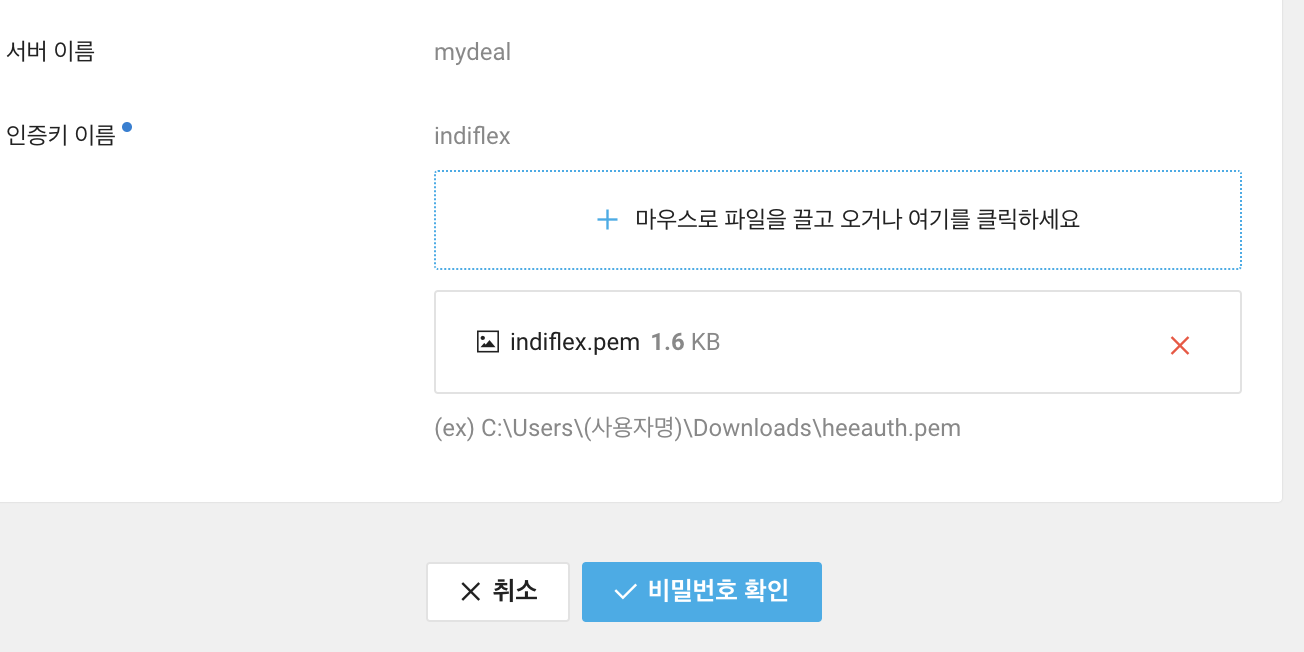 서버 이름 mydeal
인증키 이름 indiflex
마우스로 파일을 끌고 오거나 여기를 클릭하세요
indiflex.pem 1.6 KB
(ex) C:\Users\(사용자명)\Downloads\heeauth.pem
취소 비밀번호 확인